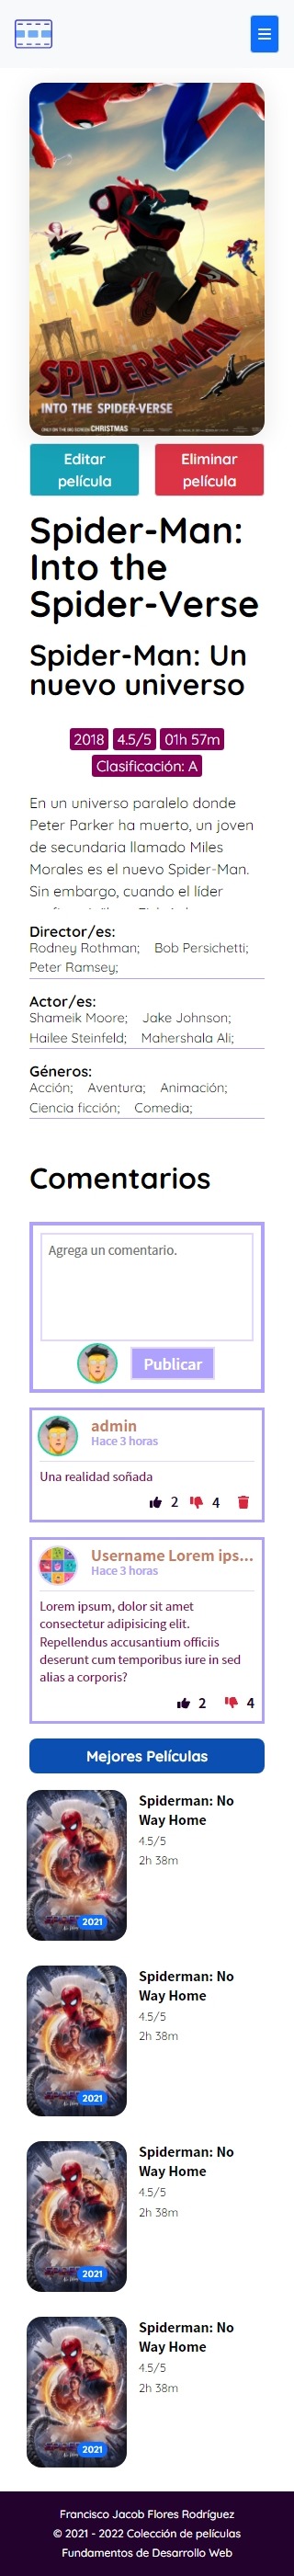 SPIDER-MAN
INTO THE SPIDER-VERSE
CHRISTMAS
Editar
película
Eliminar
película
Spider-Man:
Into the
Spider-Verse
Spider-Man: Un
nuevo universo
2018 4.5/5 01h 57m
Clasificación: A
En un universo paralelo donde
Peter Parker ha muerto, un joven
de secundaria llamado Miles
Morales es el nuevo Spider-Man.
Sin embargo, cuando el líder
Director/es:
Rodney Rothman; Bob Persichetti;
Peter Ramsey;
Actor/es:
Shameik Moore; Jake Johnson;
Hailee Steinfeld; Mahershala Ali;
Géneros:
Acción; Aventura; Animación;
Ciencia ficción; Comedia;
Comentarios
Agrega un comentario.
Publicar
admin
Hace 3 horas
Una realidad soñada
2 4
Username Lorem ips...
Hace 3 horas
Lorem ipsum, dolor sit amet
consectetur adipisicing elit.
Repellendus accusantium officiis
deserunt cum temporibus iure in sed
alias a corporis?
2 4
Mejores Películas
Spiderman: No
Way Home
4.5/5
2h 38m
2021
Spiderman: No
Way Home
4.5/5
2h 38m
2021
Spiderman: No
Way Home
4.5/5
2h 38m
2021
Spiderman: No
Way Home
4.5/5
2h 38m
2021
Francisco Jacob Flores Rodríguez
© 2021 - 2022 Colección de películas
Fundamentos de Desarrollo Web